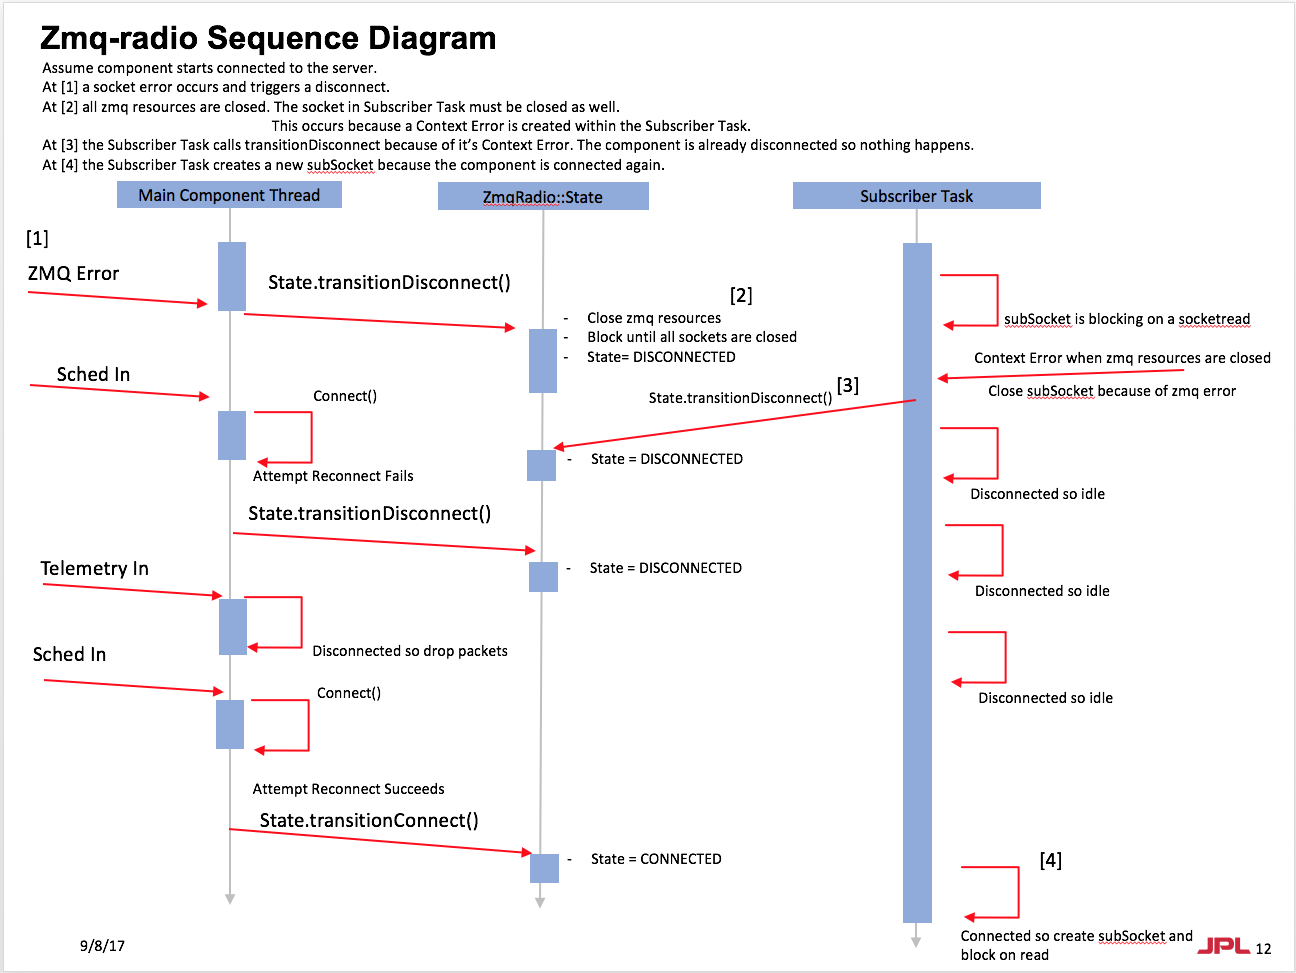 Zmq-radio Sequence Diagram
Assume component starts connected to the server.
At [1] a socket error occurs and triggers a disconnect.
At [2] all zmq resources are closed. The socket in Subscriber Task must be closed as well.
This occurs because a Context Error is created within the Subscriber Task.
At [3] the Subscriber Task calls transitionDisconnect because of it's Context Error. The component is already disconnected so nothing happens.
At [4] the Subscriber Task creates a new subSocket because the component is connected again.
Main Component Thread
ZmqRadio::State
Subscriber Task
[1]
ZMQ Error
State.transitionDisconnect()
[2]
- Close zmq resources
- Block until all sockets are closed
- State= DISCONNECTED
subSocket is blocking on a socketread
Context Error when zmq resources are closed
Close subSocket because of zmq error
Sched In
Connect()
State.transitionDisconnect()
[3]
- State = DISCONNECTED
Attempt Reconnect Fails
Disconnected so idle
State.transitionDisconnect()
Telemetry In
- State = DISCONNECTED
Disconnected so idle
Disconnected so drop packets
Sched In
Connect()
Disconnected so idle
Attempt Reconnect Succeeds
State.transitionConnect()
- State = CONNECTED
[4]
Connected so create subSocket and
block on read
9/8/17
JPL
12